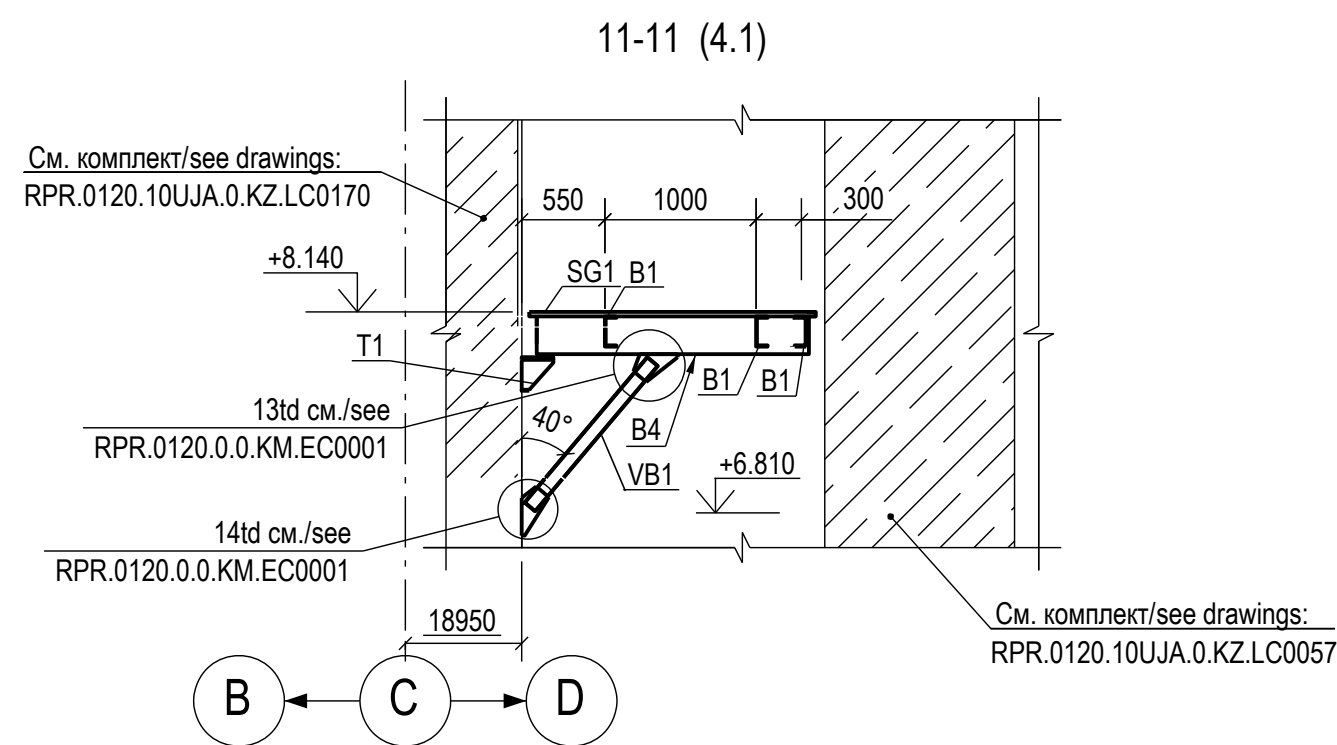 11-11 (4.1)
См. комплект/see drawings:
RPR.0120.10UJA.0.KZ.LC0170
550
1000
300
+8.140
SG1
B1
T1
B1
B1
13td см./see
RPR.0120.0.0.KM.EC0001
40°
B4
VB1
+6.810
14td см./see
RPR.0120.0.0.KM.EC0001
18950
См. комплект/see drawings:
RPR.0120.10UJA.0.KZ.LC0057
B
C
D